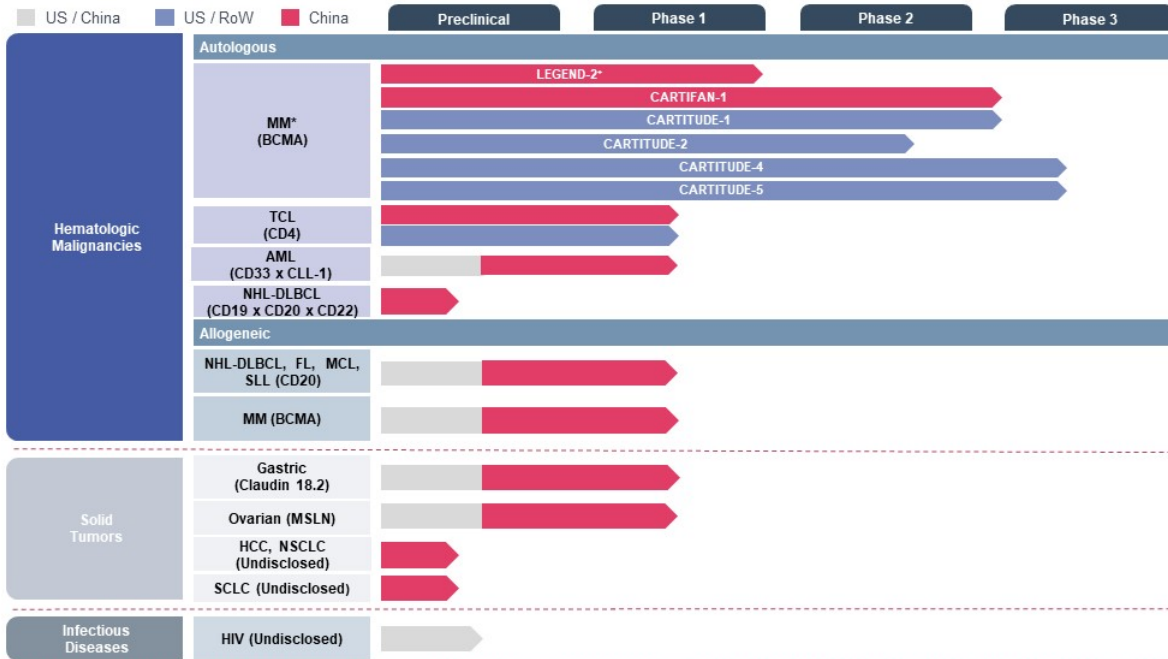 US / China
US / RoW
China
Preclinical
Phase 1
Phase 2
Phase 3
Hematologic
Malignancies
Autologous
MM*
(BCMA)
LEGEND-2*
CARTIFAN-1
CARTITUDE-1
CARTITUDE-2
CARTITUDE-4
CARTITUDE-5
TCL
(CD4)
AML
(CD33 x CLL-1)
NHL-DLBCL
(CD19 x CD20 x CD22)
Allogeneic
NHL-DLBCL, FL, MCL,
SLL (CD20)
MM (BCMA)
Solid
Tumors
Gastric
(Claudin 18.2)
Ovarian (MSLN)
HCC, NSCLC
(Undisclosed)
SCLC (Undisclosed)
Infectious
Diseases
HIV (Undisclosed)